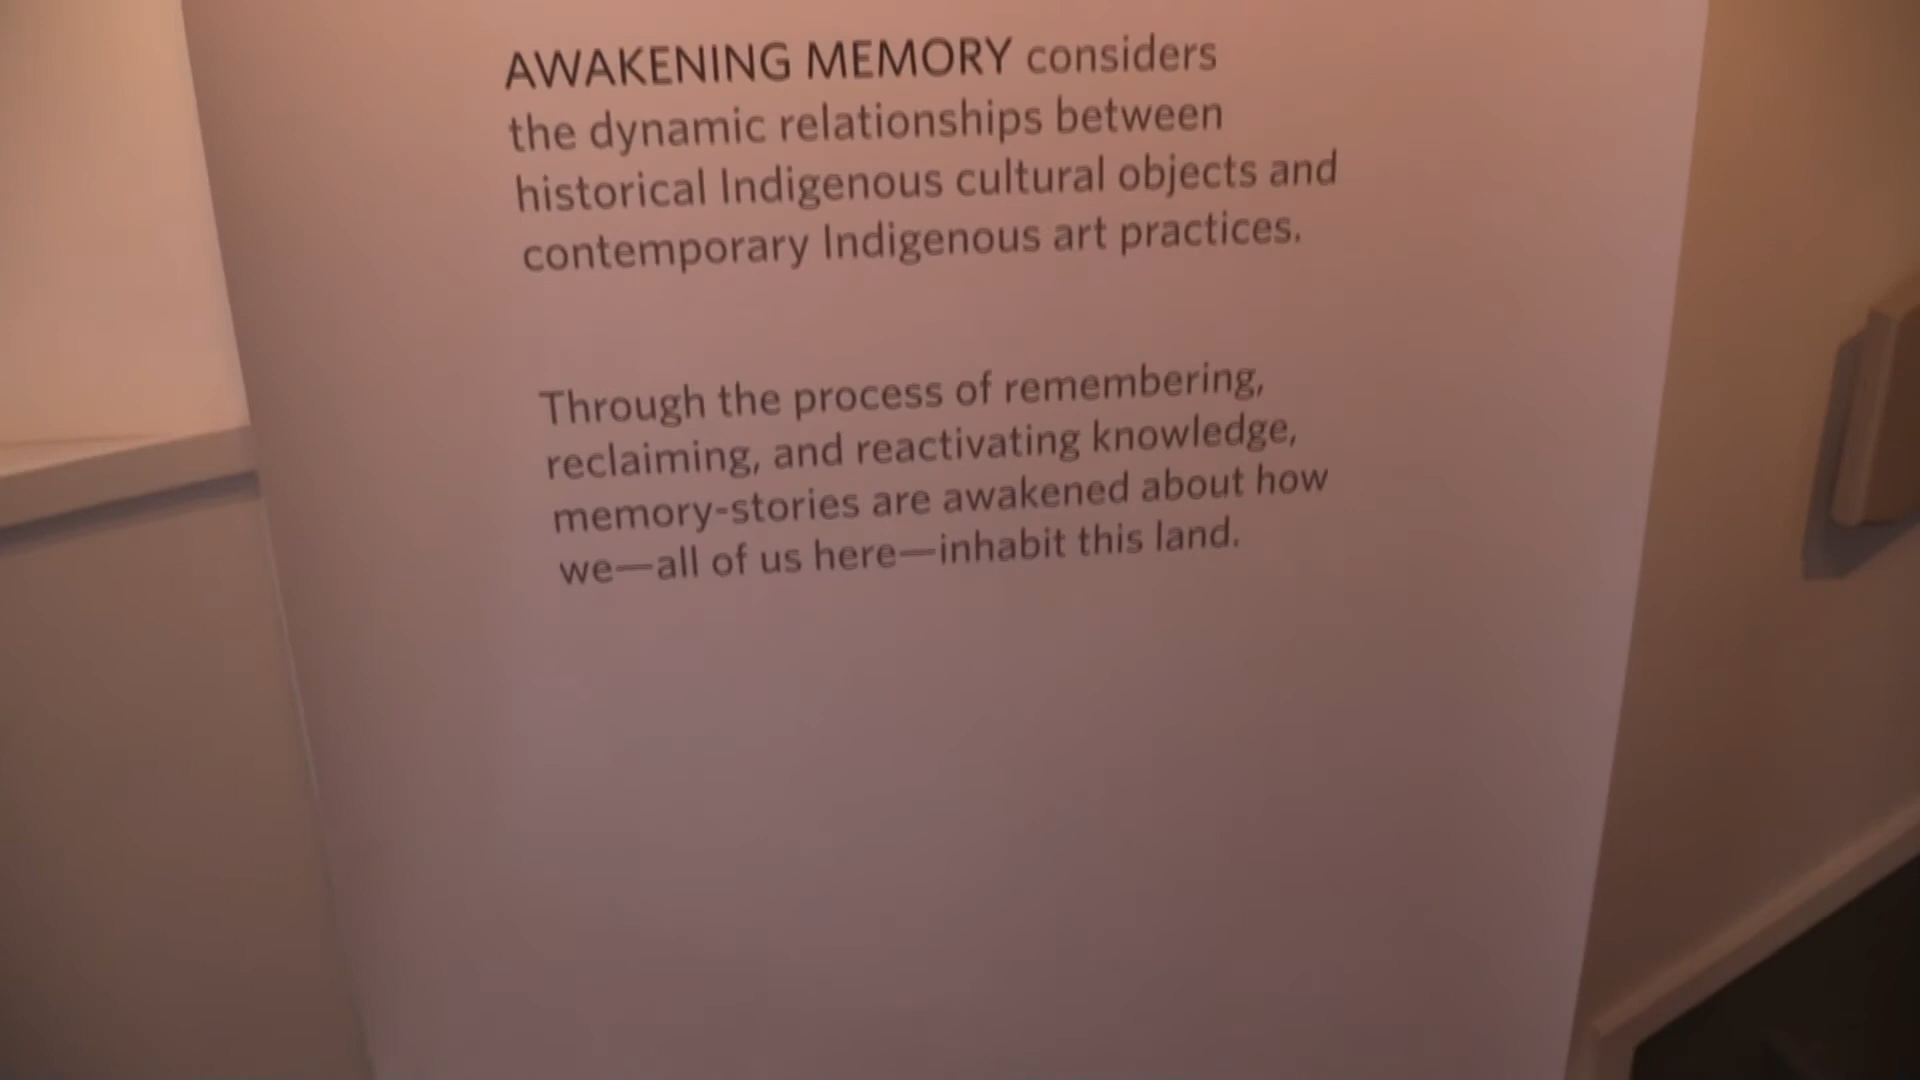 AWAKENING MEMORY considers
the dynamic relationships between
historical Indigenous cultural objects and
contemporary Indigenous art practices.
Through the process of remembering,
reclaiming, and reactivating knowledge,
memory-stories are awakened about how
we—all of us here—inhabit this land.